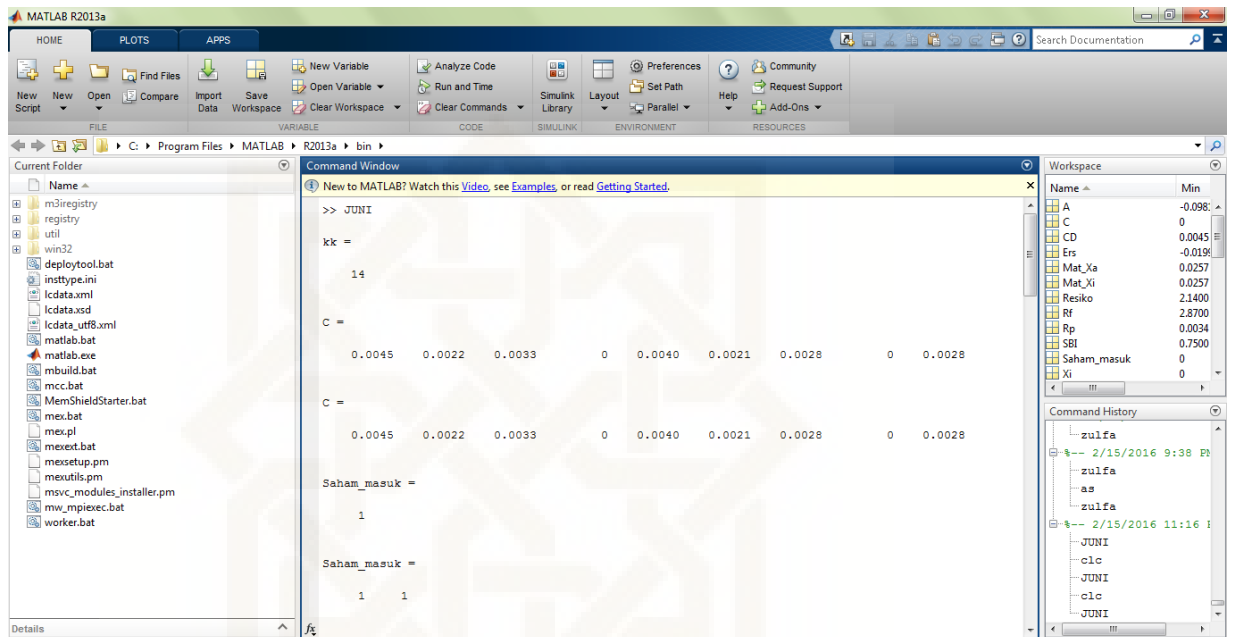 MATLAB R2013a
HOME PLOTS APPS Search Documentation
New Script
New
Open
Find Files
Compare
Import Data
Save Workspace
New Variable
Open Variable
Clear Workspace
Analyze Code
Run and Time
Clear Commands
Simulink Library
Layout
Preferences
Set Path
Parallel
Help
Community
Request Support
Add-Ons
FILE VARIABLE CODE SIMULINK ENVIRONMENT RESOURCES
C: Program Files MATLAB R2013a bin
Current Folder
Name
m3iregistry
registry
util
win32
deploytool.bat
insttype.ini
lcdata.xml
lcdata.xsd
lcdata_utf8.xml
matlab.bat
matlab.exe
mbuild.bat
mcc.bat
MemShieldStarter.bat
mex.bat
mex.pl
mexext.bat
mexsetup.pm
mexutils.pm
msvc_modules_installer.pm
mw_mpiexec.bat
worker.bat
Details
Command Window
New to MATLAB? Watch this Video, see Examples, or read Getting Started.
>> JUNI
kk =
14
C =
0.0045 0.0022 0.0033 0 0.0040 0.0021 0.0028 0 0.0028
C =
0.0045 0.0022 0.0033 0 0.0040 0.0021 0.0028 0 0.0028
Saham_masuk =
1
Saham_masuk =
1 1
fx
Workspace
Name Min
A
C 0
CD 0.0045
Ers
Mat_Xa 0.0257
Mat_Xi 0.0257
Resiko 2.1400
Rf 2.8700
Rp 0.0034
SBI 0.7500
Saham_masuk 0
Xi 0
Command History
zulfa
%-- 2/15/2016 9:38 PM
zulfa
as
zulfa
%-- 2/15/2016 11:16
JUNI
clc
JUNI
clc
JUNI